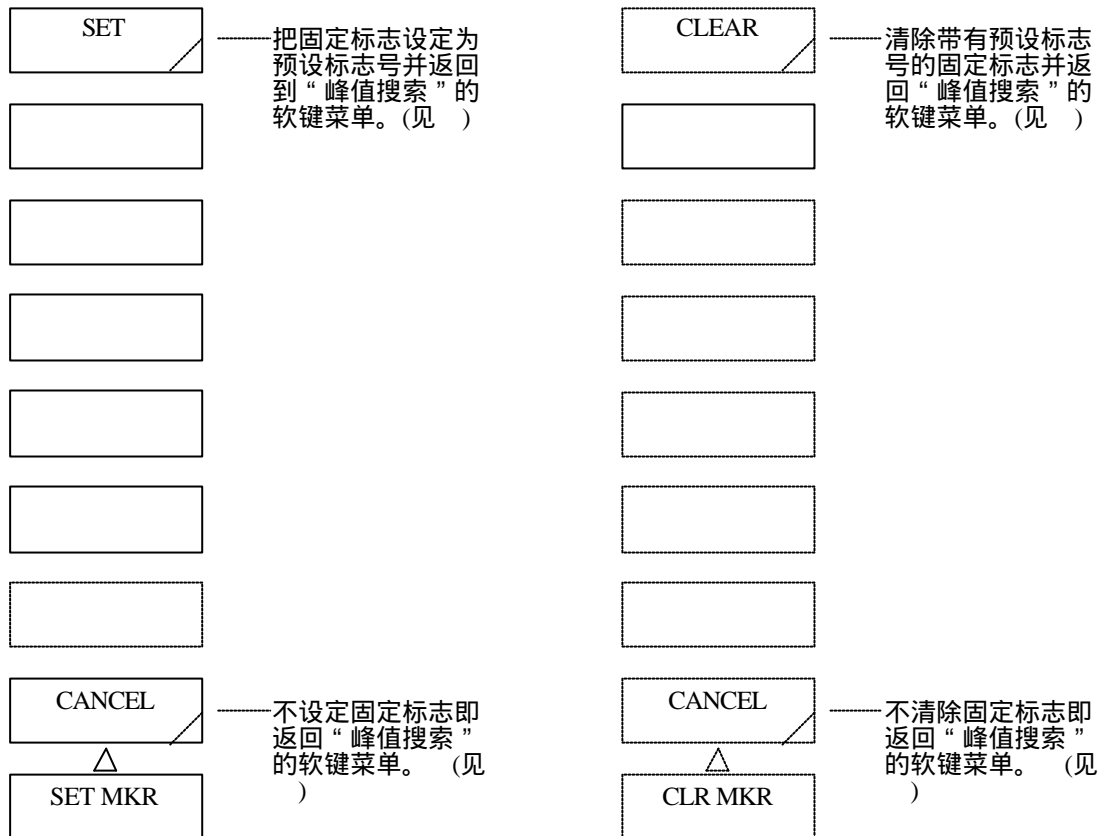 SET
把固定标志设定为
预设标志号并返回
到“峰值搜索”的
软键菜单。(见 )
CANCEL
不设定固定标志即
返回“峰值搜索”
的软键菜单。 (见
)
SET MKR
CLEAR
清除带有预设标志
号的固定标志并返
回“峰值搜索”的
软键菜单。(见 )
CANCEL
不清除固定标志即
返回“峰值搜索”
的软键菜单。 (见
)
CLR MKR